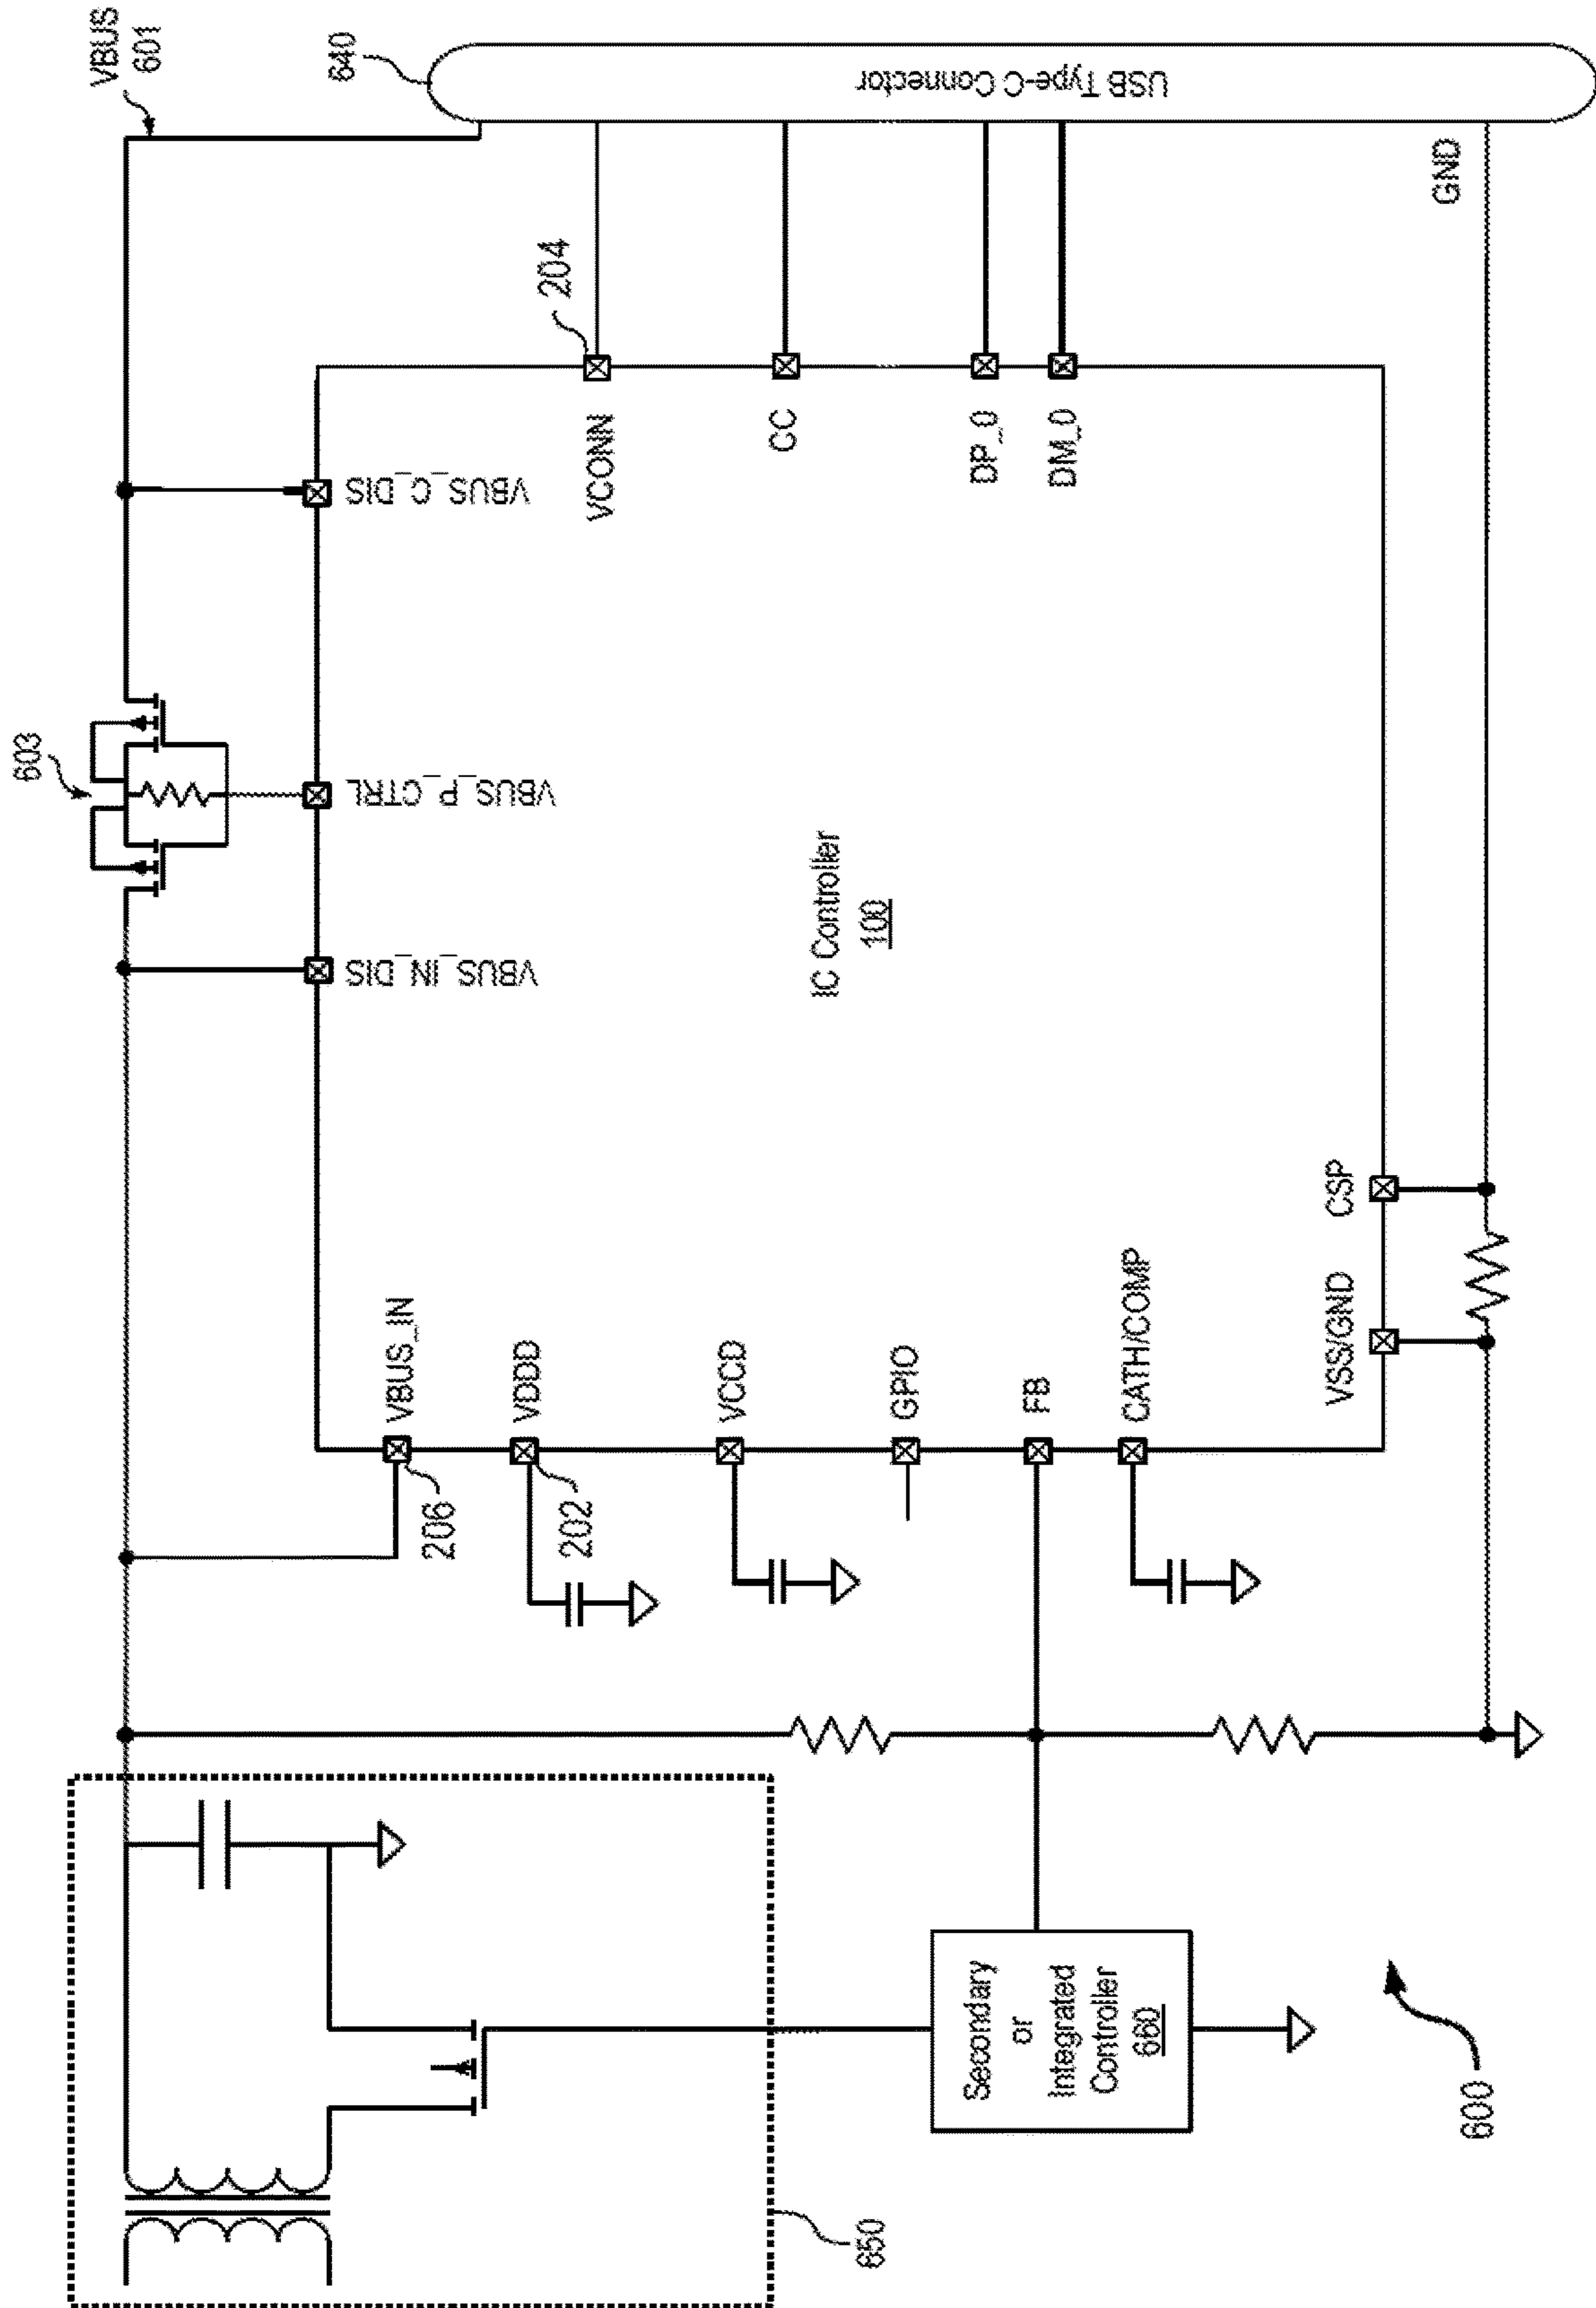 VBUS
601
640
USB Type-C Connector
603
VBUS_C_DIS
VBUS_P_CTRL
VBUS_IN_DIS
204
VCONN
CC
DP_0
DM_0
GND
IC Controller
100
VBUS_IN
206
VDDD
202
VCCD
GPIO
FB
CATH/COMP
VSS/GND
CSP
650
Secondary
or
Integrated
Controller
660
600